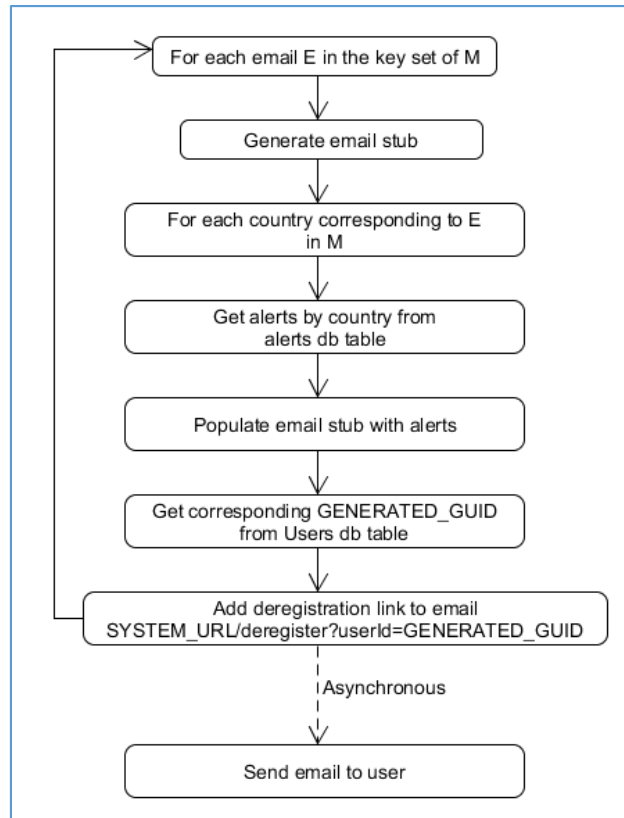 For each email E in the key set of M
Generate email stub
For each country corresponding to E
in M
Get alerts by country from
alerts db table
Populate email stub with alerts
Get corresponding GENERATED_GUID
from Users db table
Add deregistration link to email
SYSTEM_URL/deregister?userId=GENERATED_GUID
Asynchronous
Send email to user